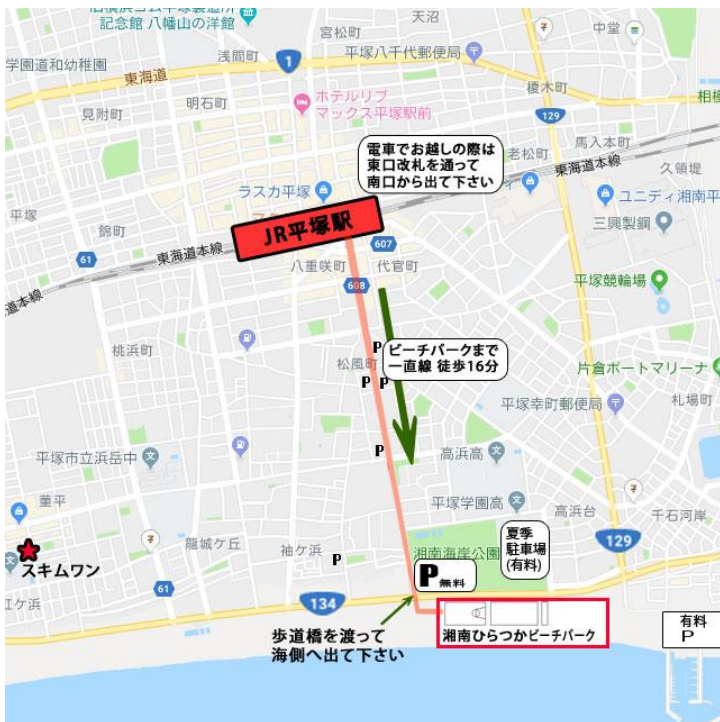 記念館 八幡山の洋館
宮松町
天沼
中堂
学園道和幼稚園
浅間町
1
平塚八千代郵便局
東海道
榎木町
明石町
ホテルリブ
マックス平塚駅前
見附町
129
馬入本町
電車でお越しの際は
東口改札を通って
南口から出て下さい
老松町
東海道本線
久領堤
ラスカ平塚
ユニディ湘南平
平塚
錦町
JR平塚駅
三興製鋼
61
東海道本線
607
八重咲町
代官町
平塚競輪場
608
道本線
桃浜町
P
ビーチパークまで
一直線 徒歩16分
松風町
P
P
片倉ボートマリーナ
札場町
平塚幸町郵便局
P
平塚市立浜岳中
高浜高
菫平
平塚学園高
高浜台
千石河岸
スキムワン
龍城ケ丘
袖ケ浜
P
湘南海岸公園
夏季
駐車場
(有料)
129
P無料
61
虹ケ浜
134
有料
P
歩道橋を渡って
海側へ出て下さい
湘南ひらつかビーチパーク